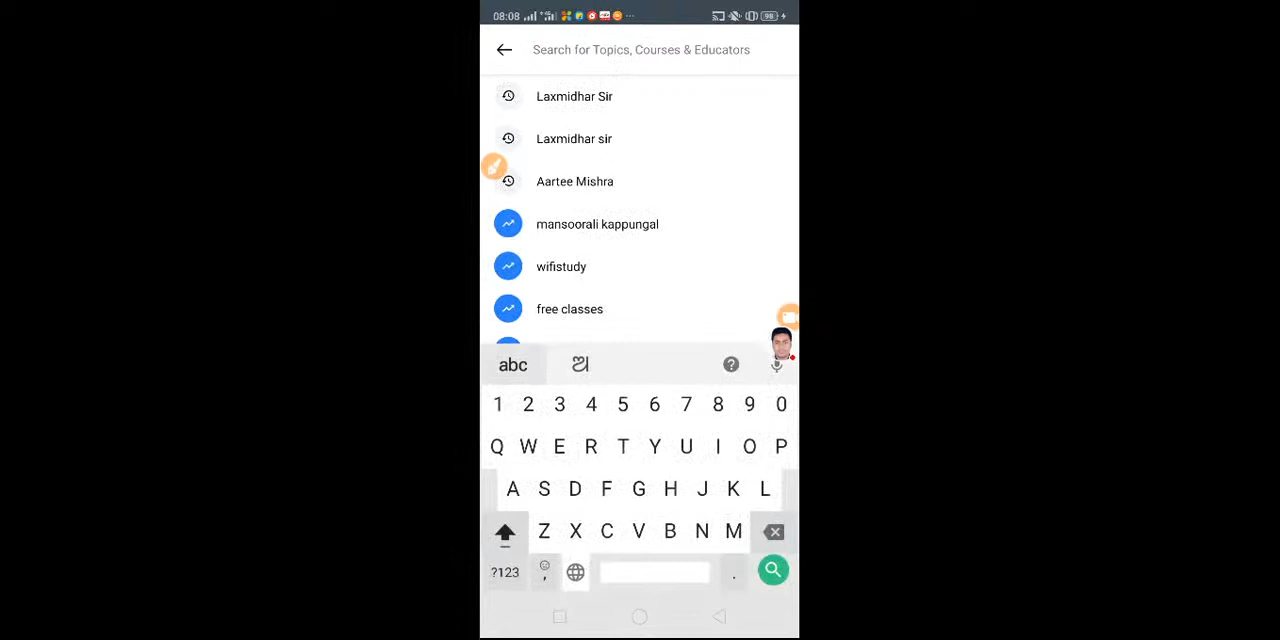 08:08 98
Search for Topics, Courses & Educators
Laxmidhar Sir
Laxmidhar sir
Aartee Mishra
mansoorali kappungal
wifistudy
free classes
abc ଅ
1 2 3 4 5 6 7 8 9 0
Q W E R T Y U I O P
A S D F G H J K L
Z X C V B N M
?123 , .